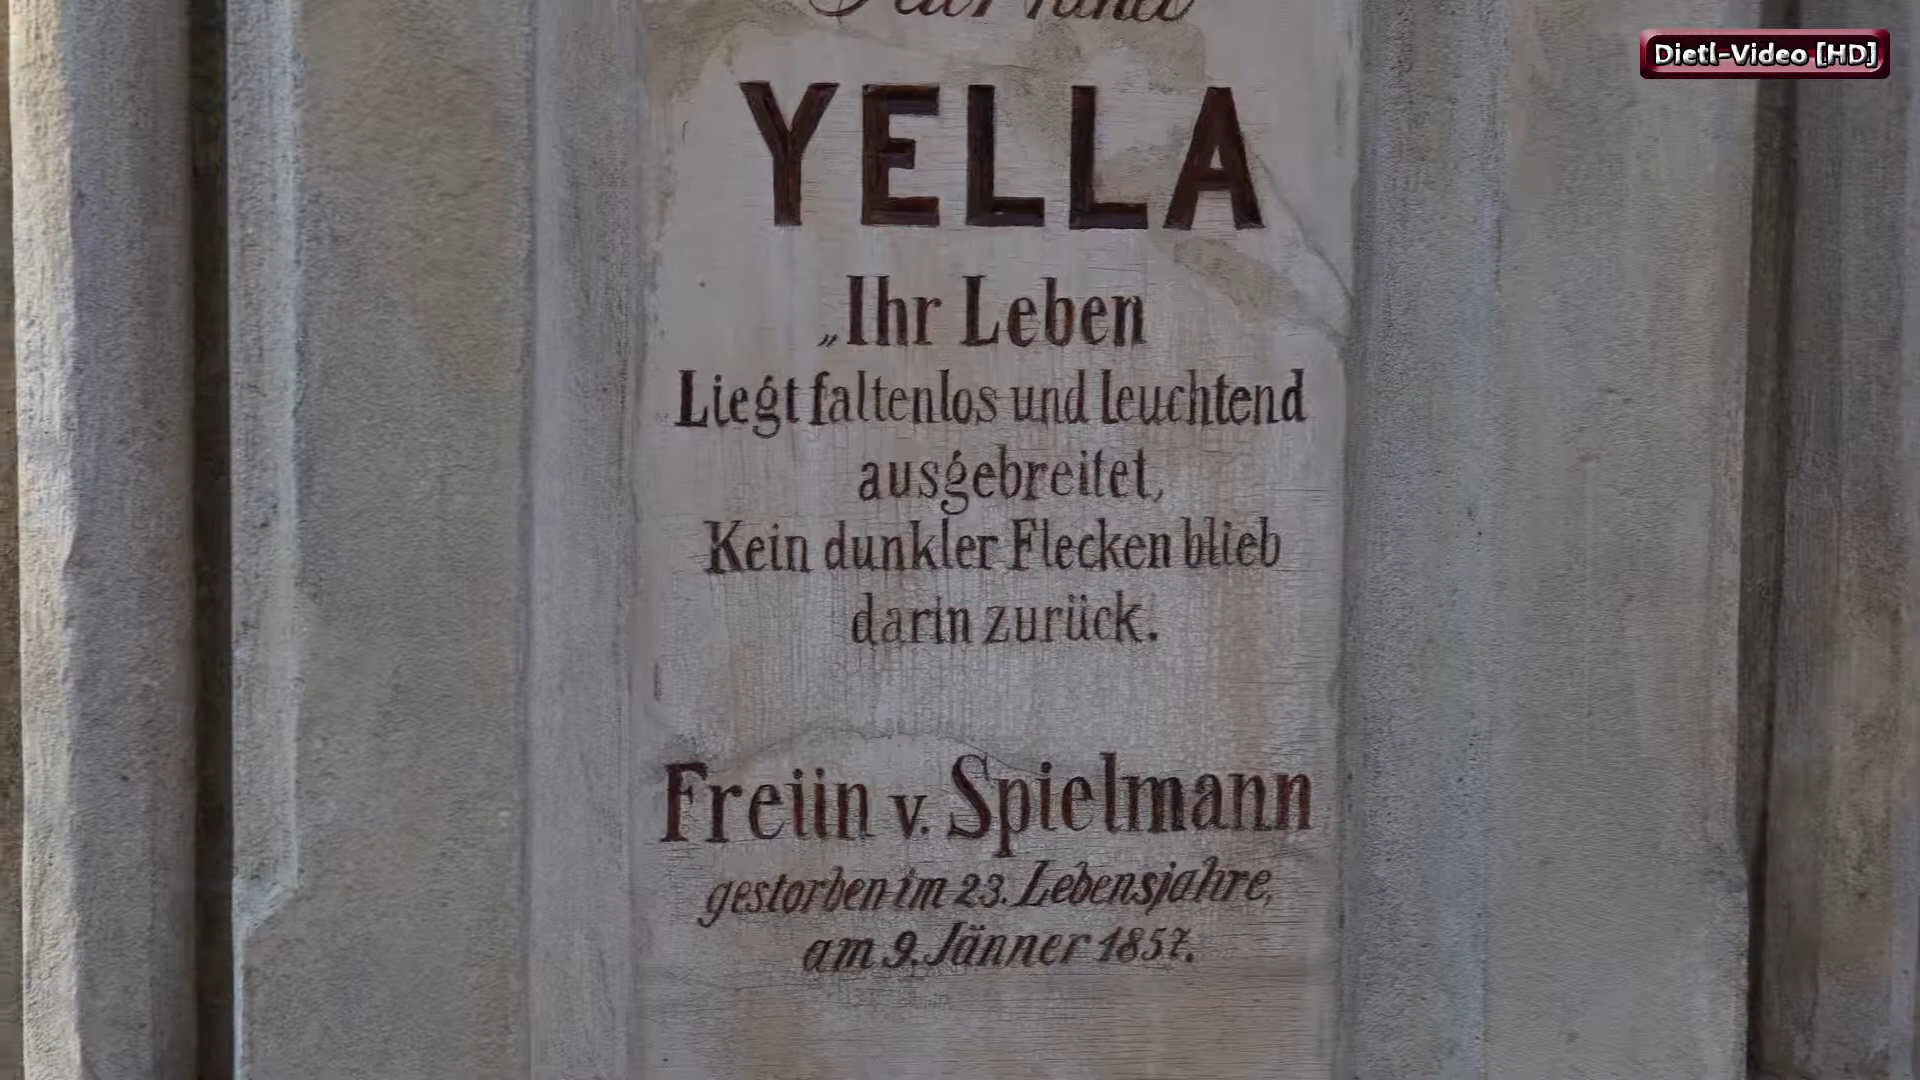 Dietl-Video [HD]
YELLA
„Ihr Leben
Liegt faltenlos und leuchtend
ausgebreitet,
Kein dunkler Flecken blieb
darin zurück.
Freiin v. Spielmann
gestorben im 23. Lebensjahre,
am 9. Jänner 1857.